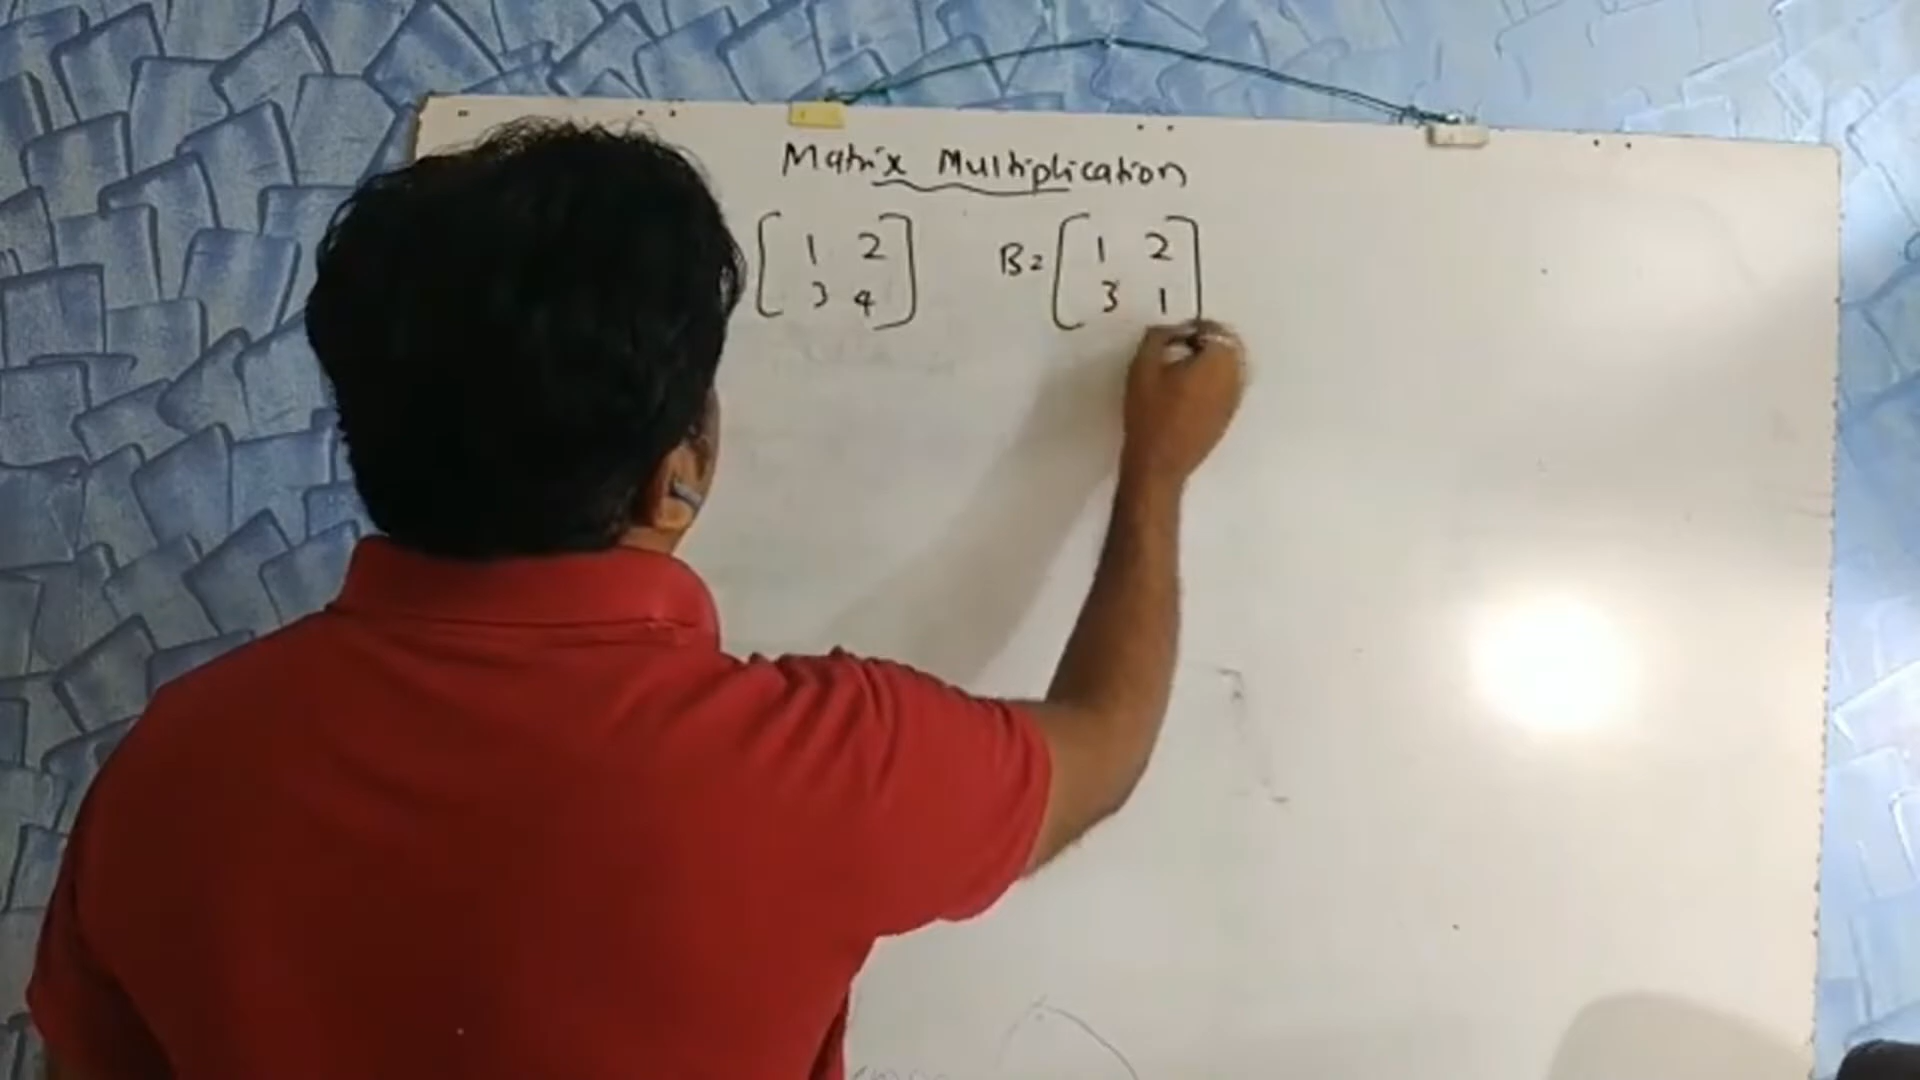 Matrix Multiplication
[ 1 2 ] B= [ 1 2 ]
[ 3 4 ] [ 3 1 ]